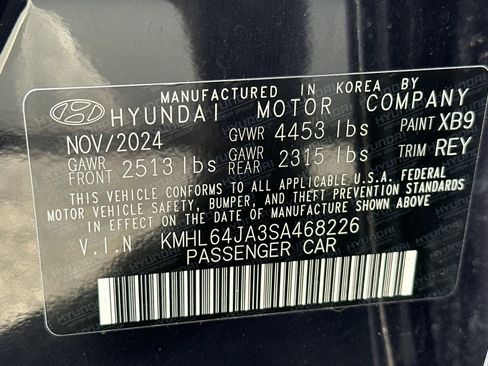 MANUFACTURED IN KOREA BY
HYUNDAI MOTOR COMPANY
NOV/2024 GVWR 4453 lbs PAINT XB9
GAWR FRONT 2513 lbs GAWR REAR 2315 lbs TRIM REY
THIS VEHICLE CONFORMS TO ALL APPLICABLE U.S.A. FEDERAL
MOTOR VEHICLE SAFETY, BUMPER, AND THEFT PREVENTION
STANDARDS IN EFFECT ON THE DATE OF MANUFACTURE SHOWN ABOVE
V.I.N KMHL64JA3SA468226
PASSENGER CAR